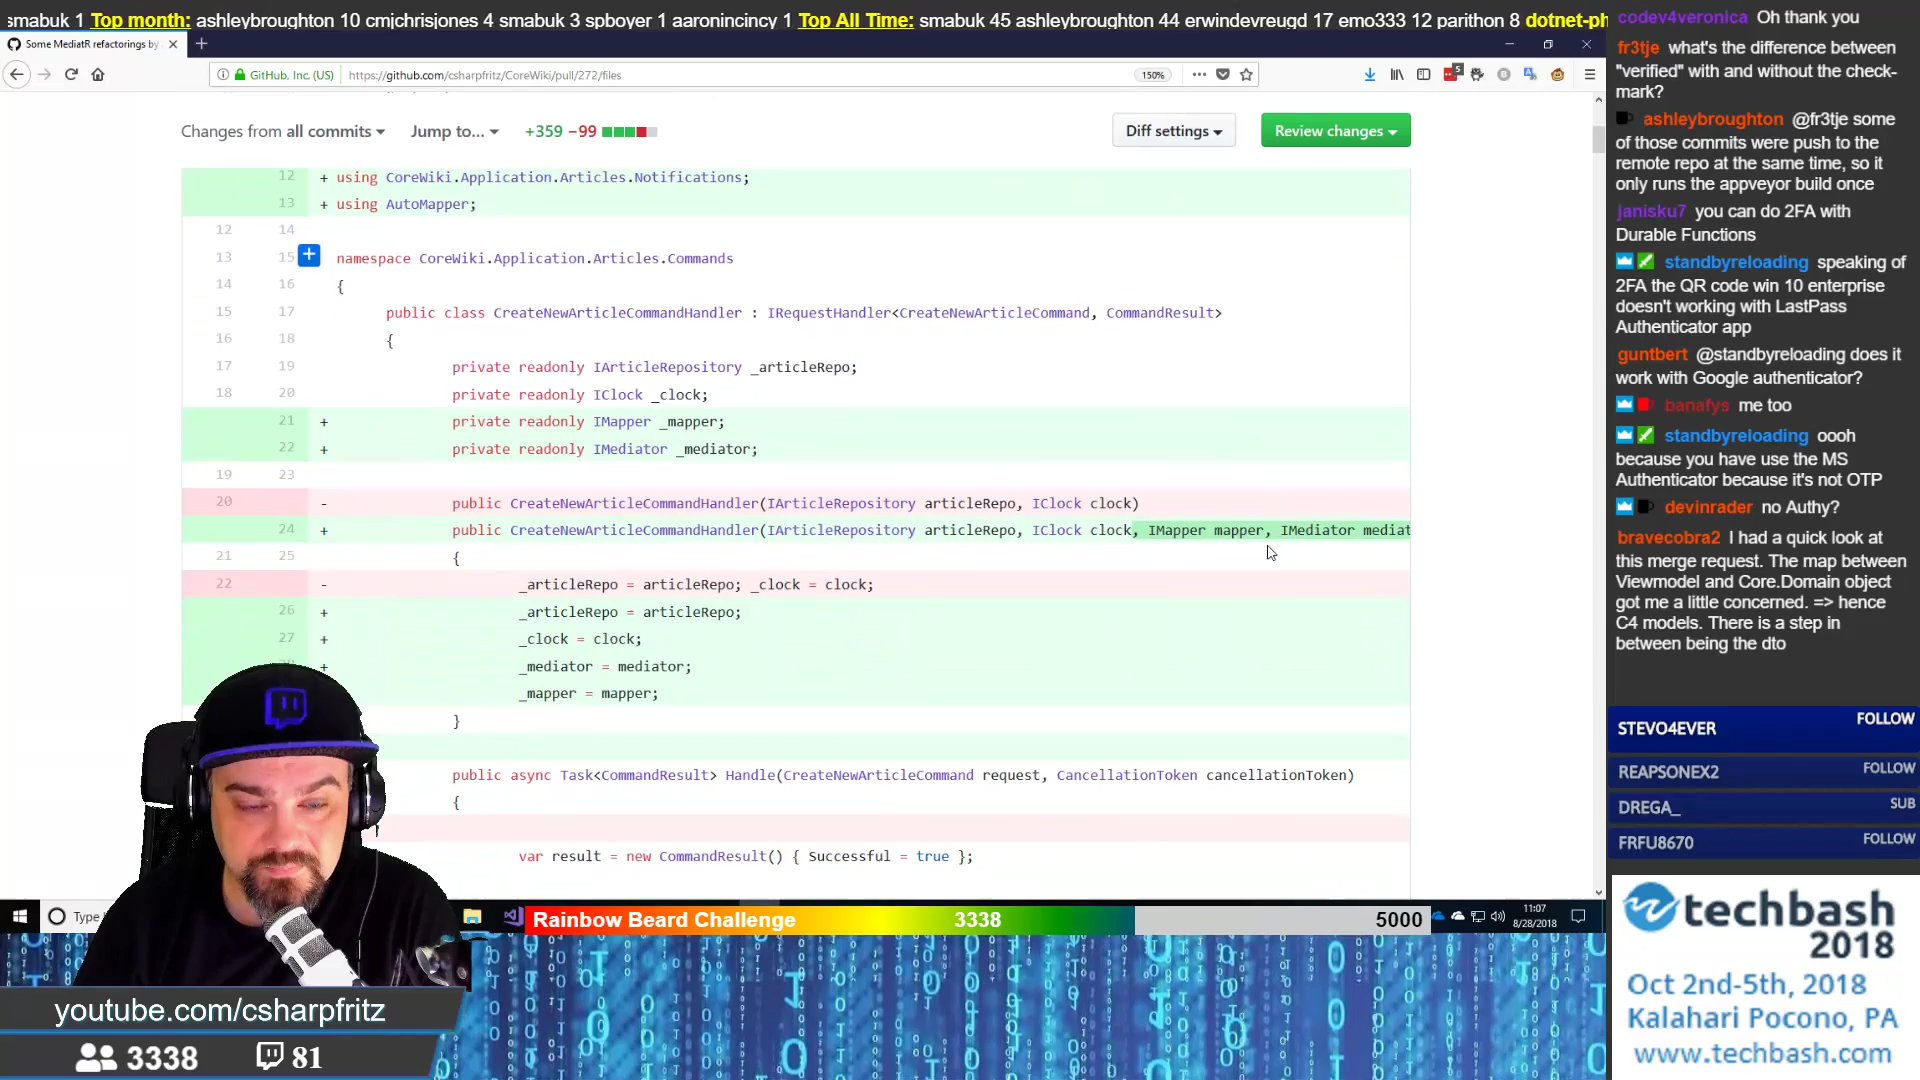 smabuk 1 Top month: ashleybroughton 10 cmjchrisjones 4 smabuk 3 spboyer 1 aaronincincy 1 Top All Time: smabuk 45 ashleybroughton 44 erwindevreugd 17 emo333 12 parithon 8 dotnet-ph
Some MediatR refactorings by
GitHub, Inc. (US) https://github.com/csharpfritz/CoreWiki/pull/272/files 150%
5
Changes from all commits Jump to... +359 −99 Diff settings Review changes
12 + using CoreWiki.Application.Articles.Notifications;
13 + using AutoMapper;
12 14
13 15 namespace CoreWiki.Application.Articles.Commands
14 16 {
15 17 public class CreateNewArticleCommandHandler : IRequestHandler<CreateNewArticleCommand, CommandResult>
16 18 {
17 19 private readonly IArticleRepository _articleRepo;
18 20 private readonly IClock _clock;
21 + private readonly IMapper _mapper;
22 + private readonly IMediator _mediator;
19 23
20 - public CreateNewArticleCommandHandler(IArticleRepository articleRepo, IClock clock)
24 + public CreateNewArticleCommandHandler(IArticleRepository articleRepo, IClock clock, IMapper mapper, IMediator mediat
21 25 {
22 - _articleRepo = articleRepo; _clock = clock;
26 + _articleRepo = articleRepo;
27 + _clock = clock;
+ _mediator = mediator;
_mapper = mapper;
}
public async Task<CommandResult> Handle(CreateNewArticleCommand request, CancellationToken cancellationToken)
{
var result = new CommandResult() { Successful = true };
Type
11:07
8/28/2018
Rainbow Beard Challenge 3338 5000
youtube.com/csharpfritz
3338 81
codev4veronica Oh thank you
fr3tje what's the difference between
"verified" with and without the check-
mark?
ashleybroughton @fr3tje some
of those commits were push to the
remote repo at the same time, so it
only runs the appveyor build once
janisku7 you can do 2FA with
Durable Functions
standbyreloading speaking of
2FA the QR code win 10 enterprise
doesn't working with LastPass
Authenticator app
guntbert @standbyreloading does it
work with Google authenticator?
banafys me too
standbyreloading oooh
because you have use the MS
Authenticator because it's not OTP
devinrader no Authy?
bravecobra2 I had a quick look at
this merge request. The map between
Viewmodel and Core.Domain object
got me a little concerned. => hence
C4 models. There is a step in
between being the dto
STEVO4EVER FOLLOW
REAPSONEX2 FOLLOW
DREGA_ SUB
FRFU8670 FOLLOW
techbash
2018
Oct 2nd-5th, 2018
Kalahari Pocono, PA
www.techbash.com